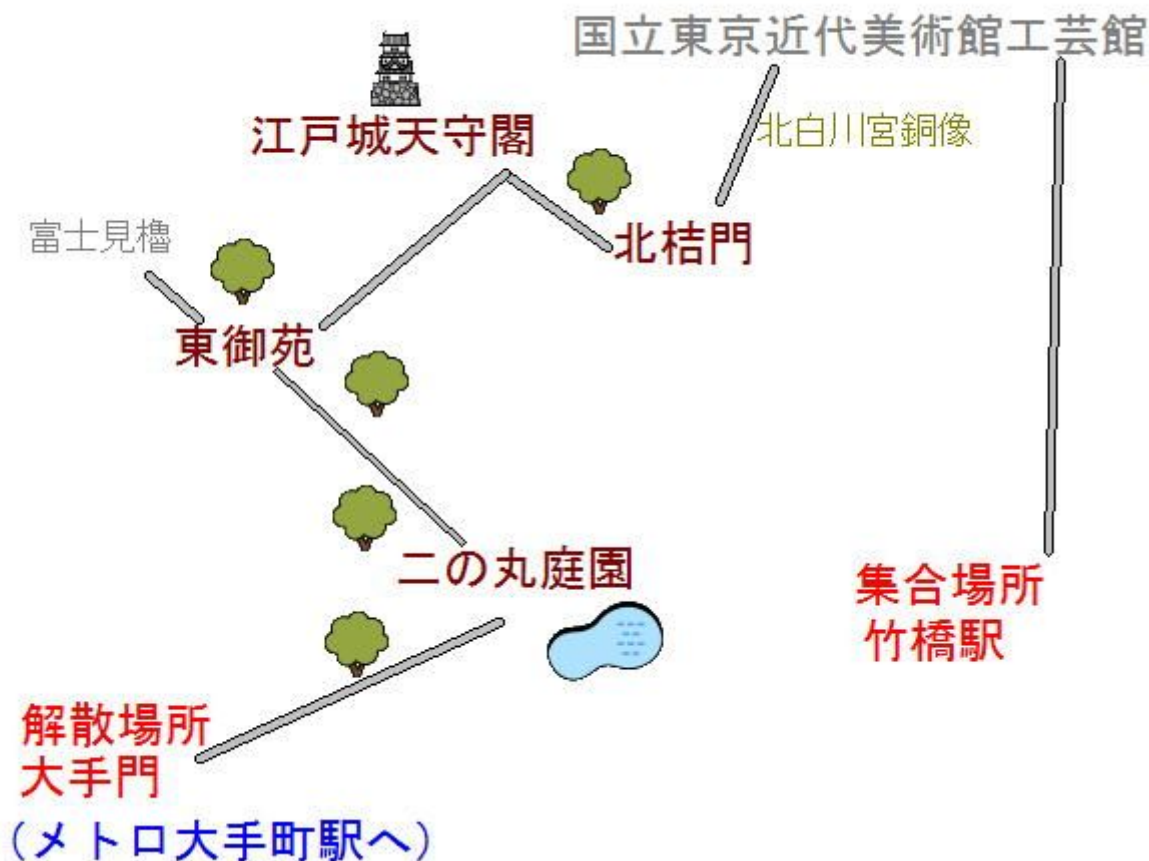 国立東京近代美術館工芸館
北白川宮銅像
江戸城天守閣
北桔門
富士見櫓
東御苑
二の丸庭園
集合場所
竹橋駅
解散場所
大手門
(メトロ大手町駅へ)